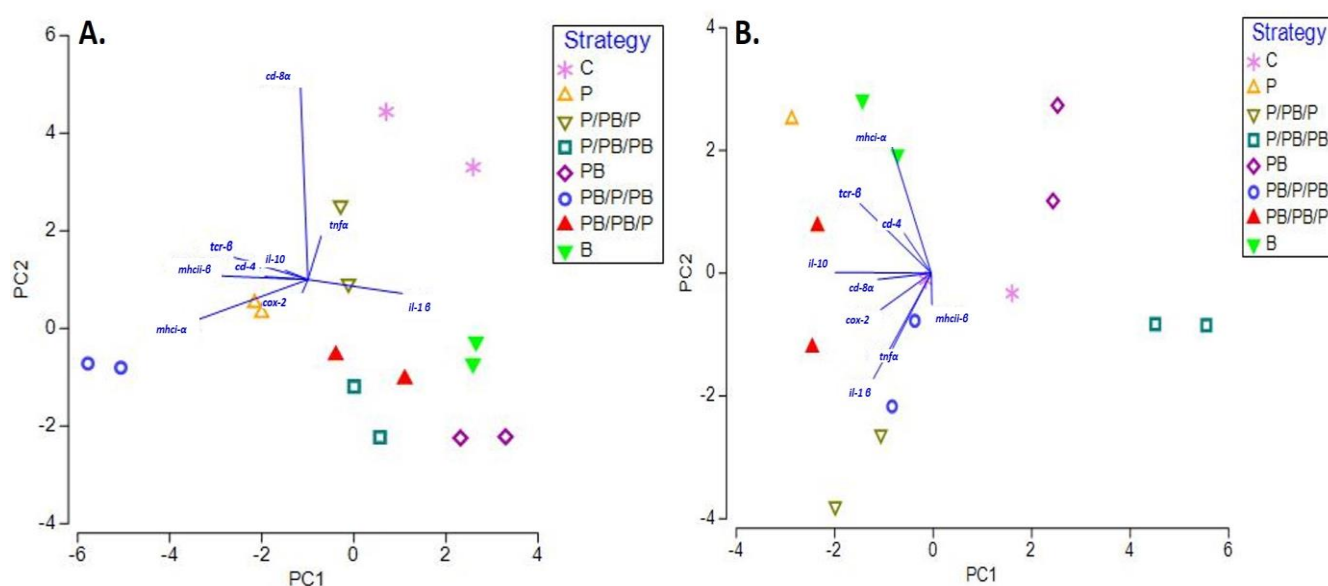 A.
6
4
2
0
-2
-4
PC2
-6
-4
-2
0
2
4
PC1
cd-8α
tnfα
tcr-β
il-10
mhcii-β
cd-4
cox-2
il-1 β
mhci-α
Strategy
C
P
P/PB/P
P/PB/PB
PB
PB/P/PB
PB/PB/P
B
B.
4
2
0
-2
-4
PC2
-4
-2
0
2
4
6
PC1
mhci-α
tcr-β
cd-4
il-10
cd-8α
cox-2
mhcii-β
tnfα
il-1 β
Strategy
C
P
P/PB/P
P/PB/PB
PB
PB/P/PB
PB/PB/P
B